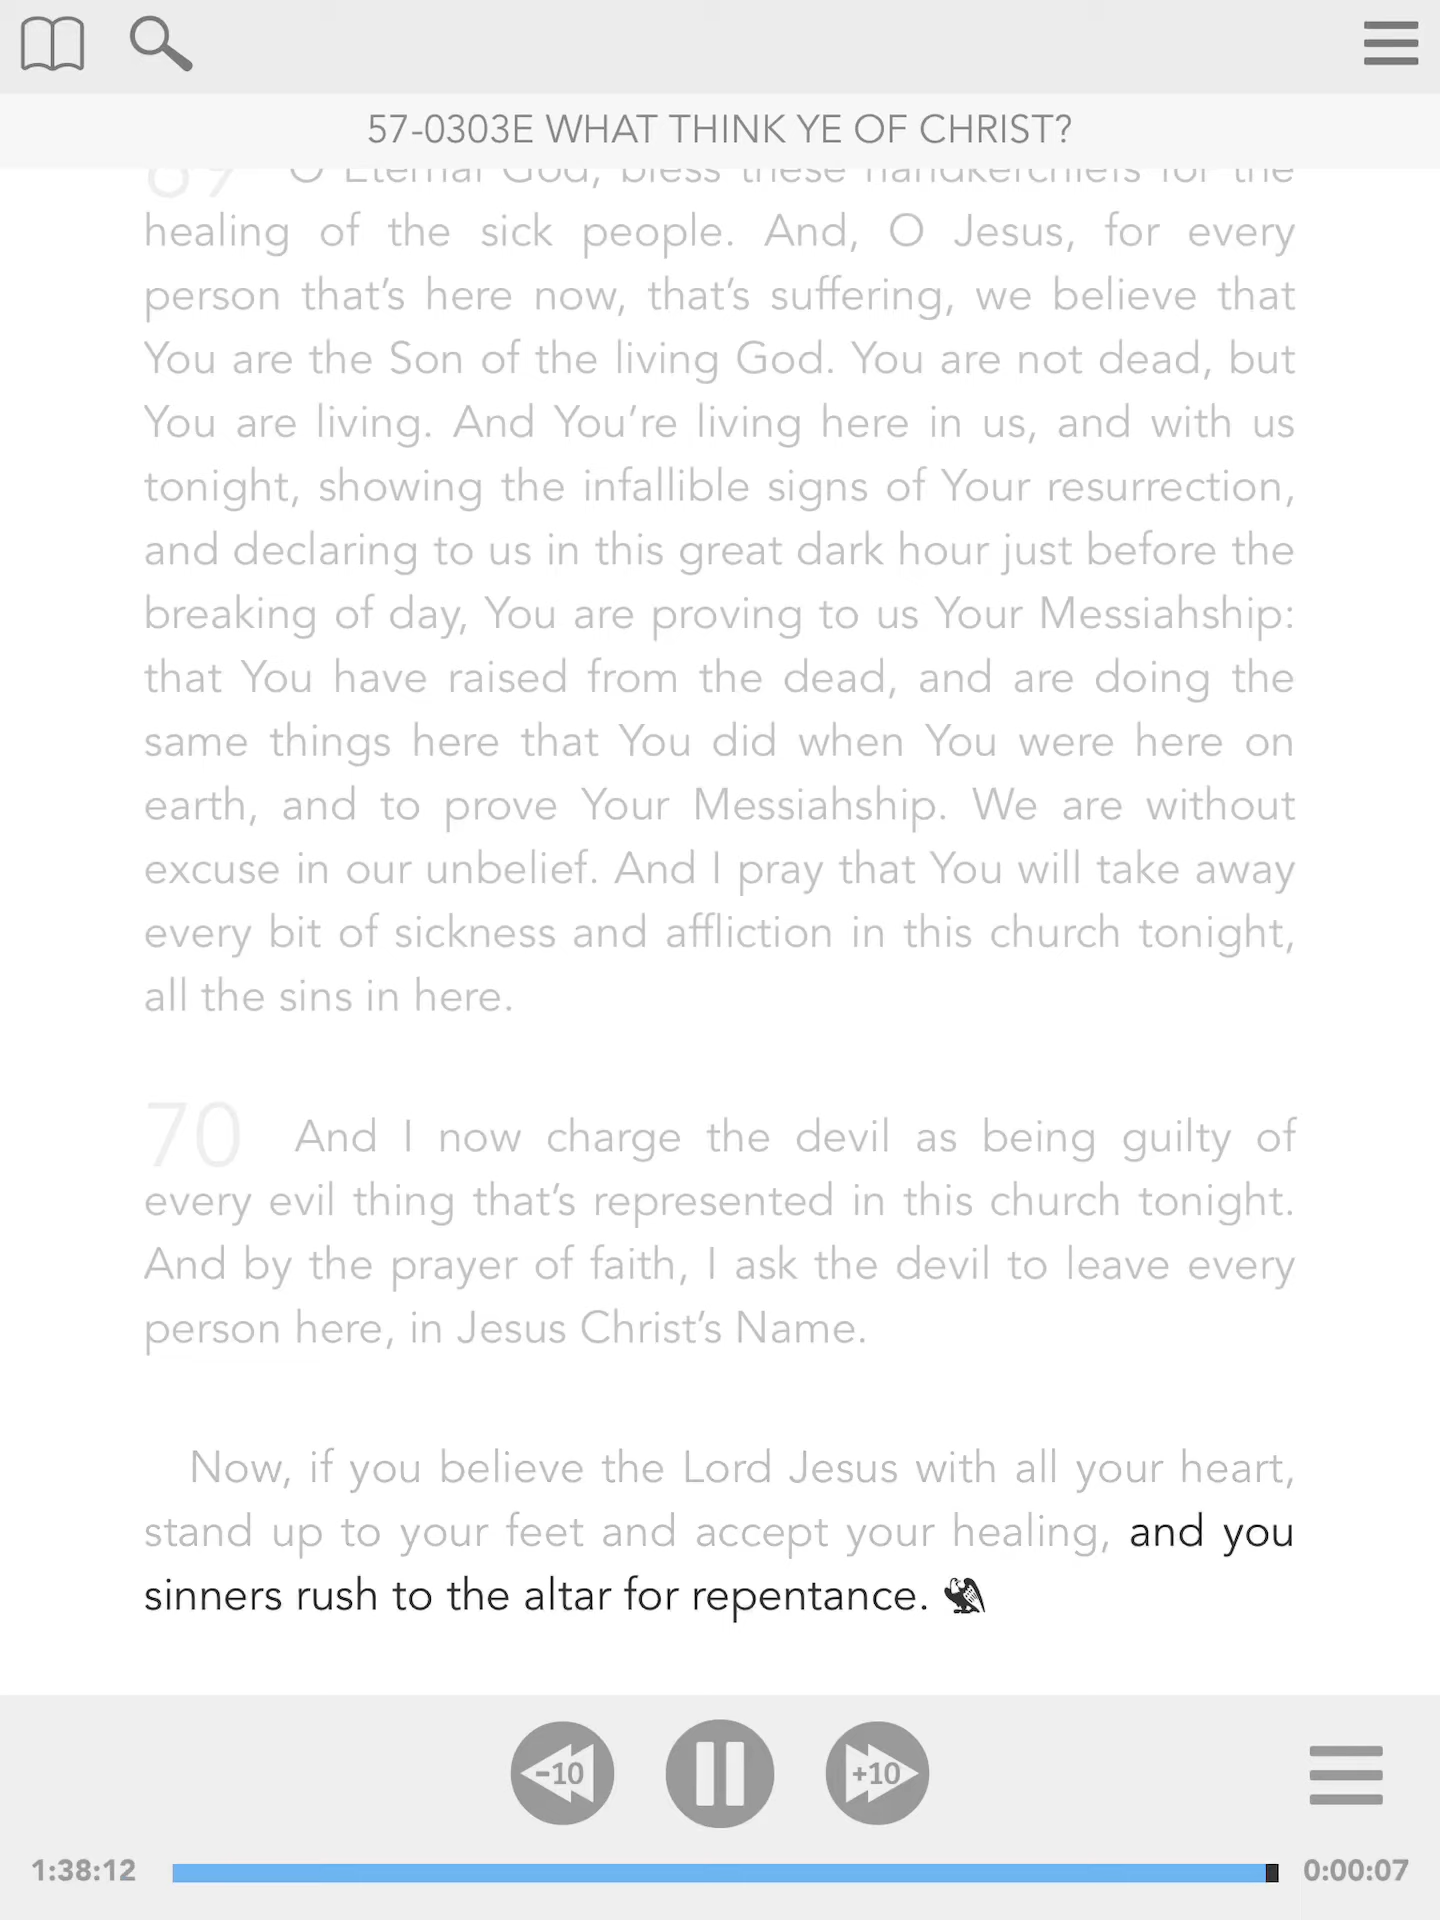 57-0303E WHAT THINK YE OF CHRIST?
69 O Eternal God, bless these handkerchiefs for the
healing of the sick people. And, O Jesus, for every
person that’s here now, that’s suffering, we believe that
You are the Son of the living God. You are not dead, but
You are living. And You’re living here in us, and with us
tonight, showing the infallible signs of Your resurrection,
and declaring to us in this great dark hour just before the
breaking of day, You are proving to us Your Messiahship:
that You have raised from the dead, and are doing the
same things here that You did when You were here on
earth, and to prove Your Messiahship. We are without
excuse in our unbelief. And I pray that You will take away
every bit of sickness and affliction in this church tonight,
all the sins in here.
70 And I now charge the devil as being guilty of
every evil thing that’s represented in this church tonight.
And by the prayer of faith, I ask the devil to leave every
person here, in Jesus Christ’s Name.
Now, if you believe the Lord Jesus with all your heart,
stand up to your feet and accept your healing, and you
sinners rush to the altar for repentance.
-10 +10
1:38:12 0:00:07